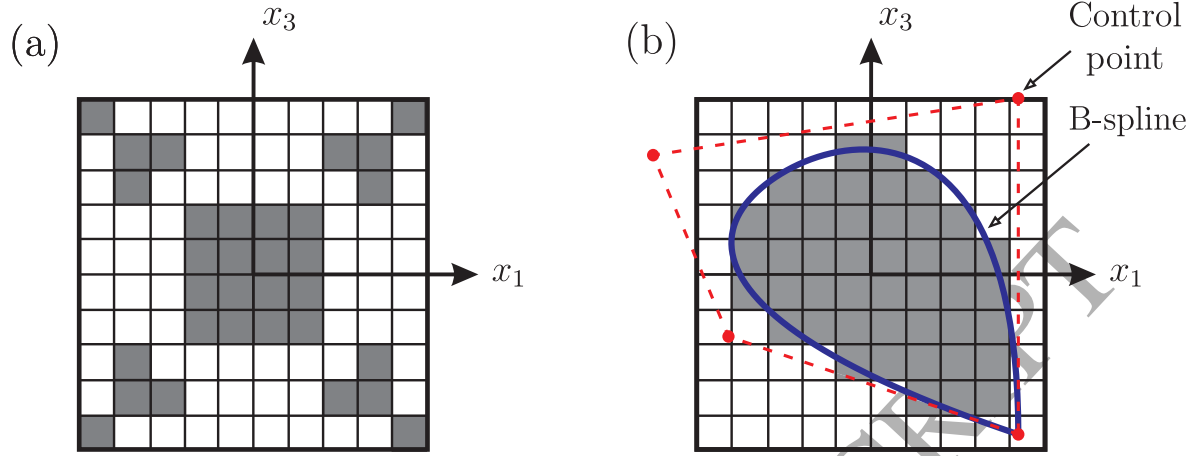 (a)
x₃
x₁
(b)
x₃
x₁
Control
point
B-spline